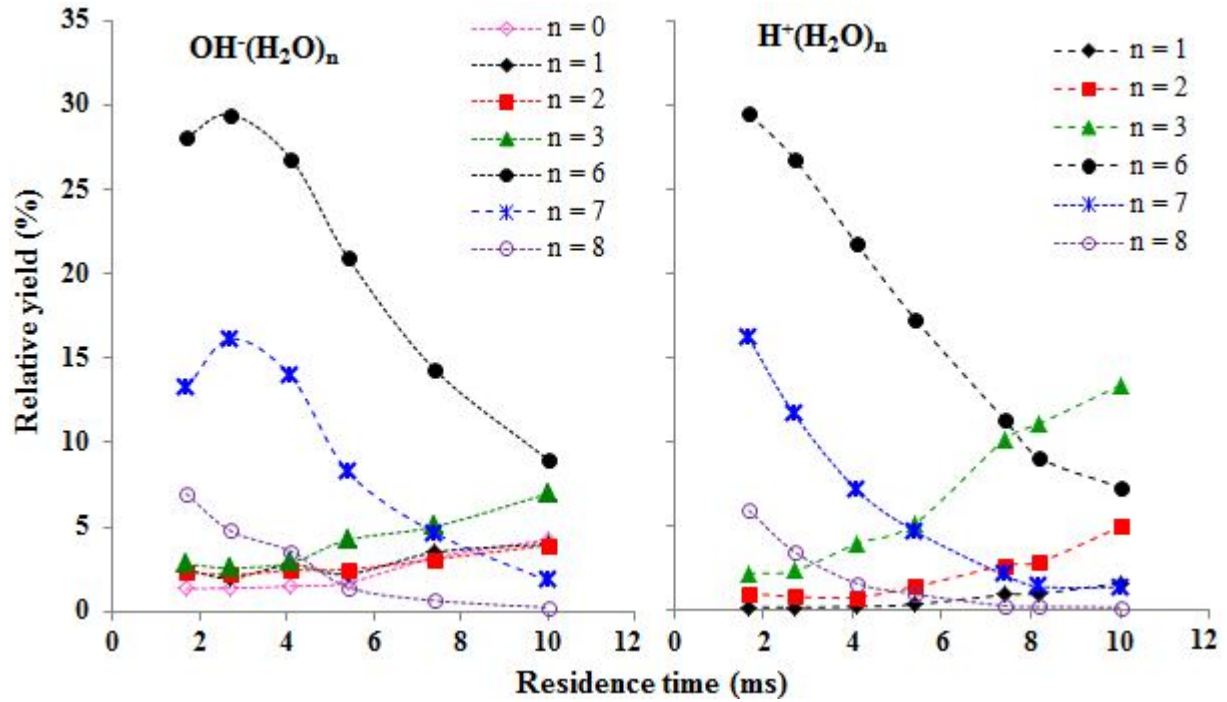 Relative yield (%)
35
30
25
20
15
10
5
0
OH⁻(H₂O)ₙ
n = 0
n = 1
n = 2
n = 3
n = 6
n = 7
n = 8
0 2 4 6 8 10 12
H⁺(H₂O)ₙ
n = 1
n = 2
n = 3
n = 6
n = 7
n = 8
0 2 4 6 8 10 12
Residence time (ms)